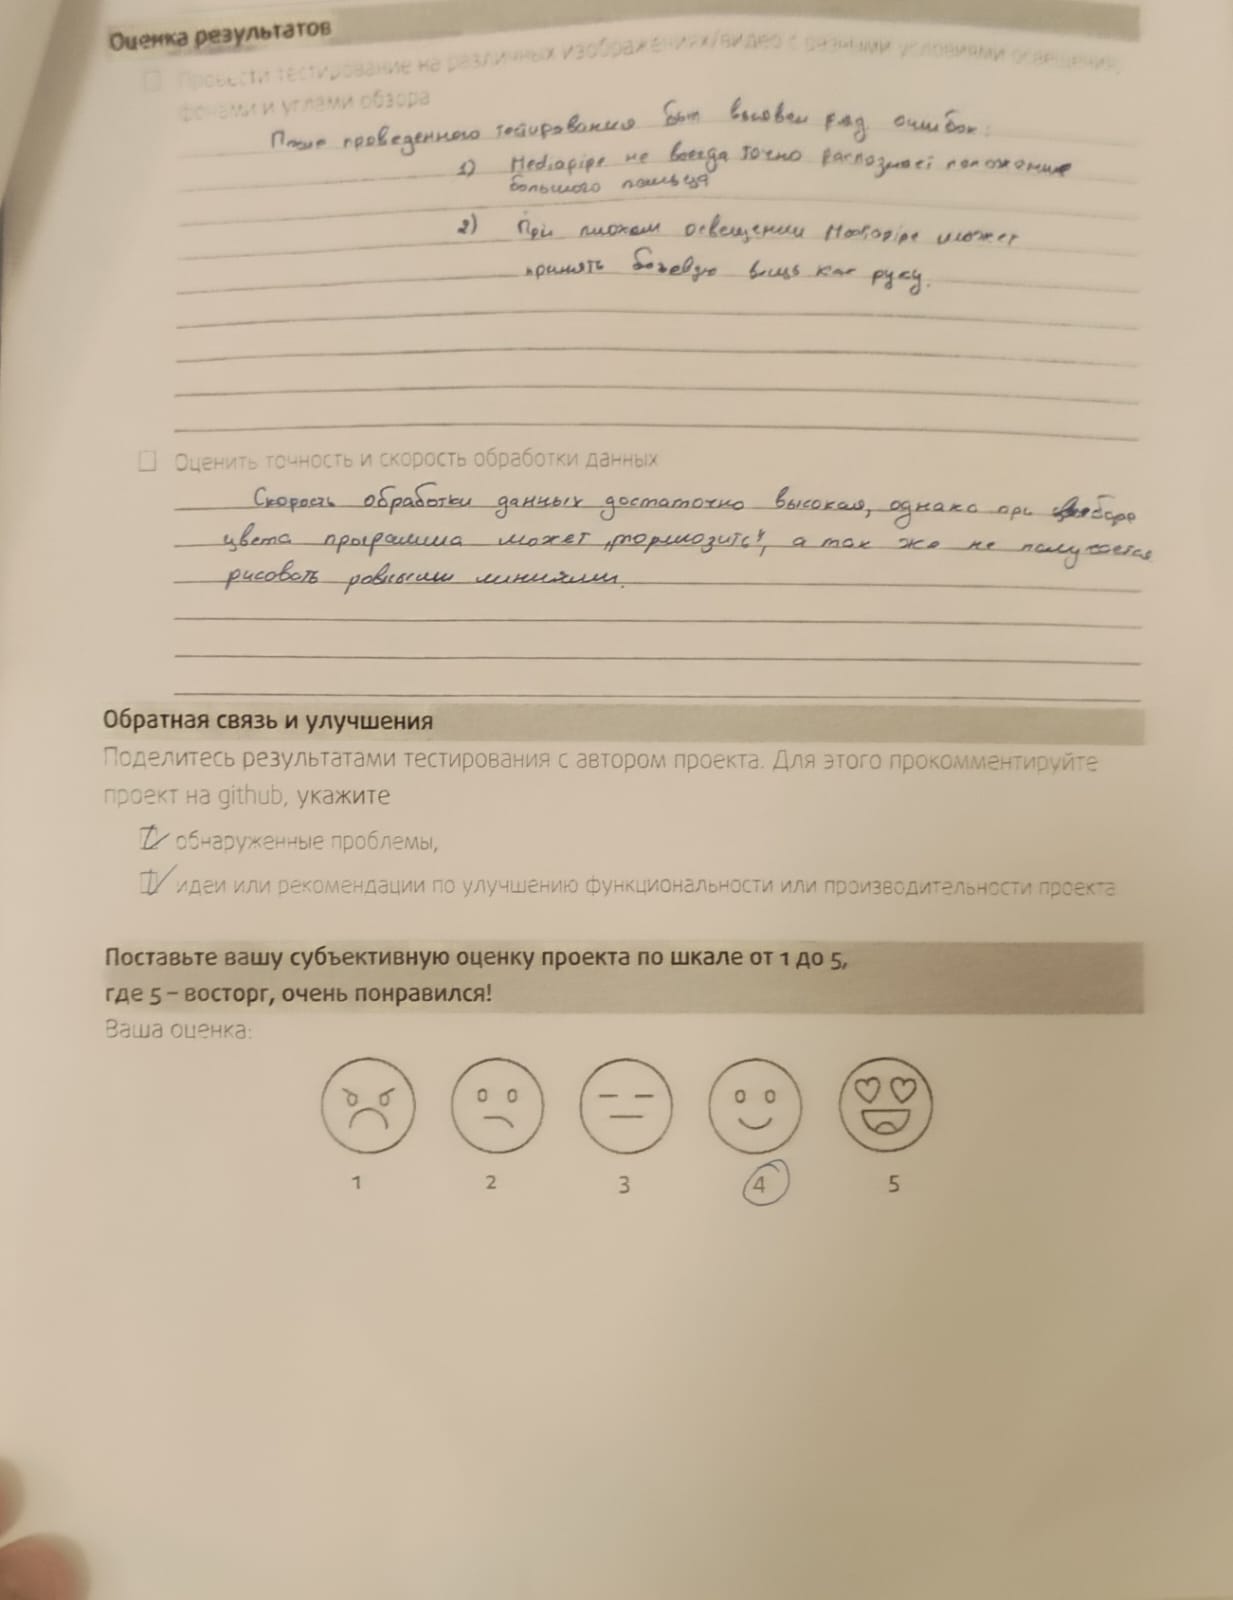 Оценка результатов
Провести тестирование на различных изображениях/видео с разными условиями освещения,
фонами и углами обзора
После проведенного тестирования был выявлен ряд ошибок:
1) Mediapipe не всегда точно распознает положение
большого пальца
2) При плохом освещении Mediapipe может
принять бежевую вещь как руку.
Оценить точность и скорость обработки данных
Скорость обработки данных достаточно высокая, однако при выборе
цвета программа может „тормозить“, а так же не получается
рисовать ровными линиями.
Обратная связь и улучшения
Поделитесь результатами тестирования с автором проекта. Для этого прокомментируйте
проект на github, укажите
обнаруженные проблемы,
идеи или рекомендации по улучшению функциональности или производительности проекта
Поставьте вашу субъективную оценку проекта по шкале от 1 до 5,
где 5 – восторг, очень понравился!
Ваша оценка:
1 2 3 4 5